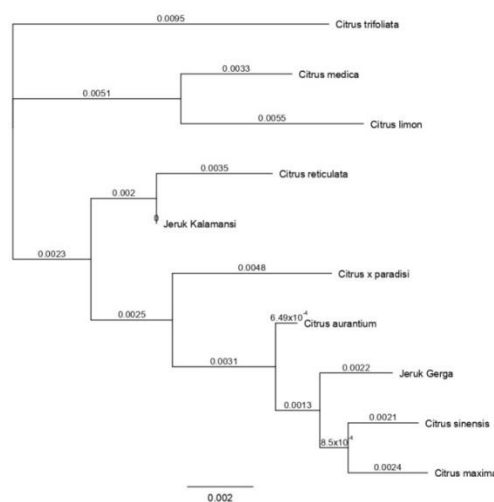 0.0095
Citrus trifoliata
0.0033
Citrus medica
0.0051
0.0055
Citrus limon
0.0035
Citrus reticulata
0.002
0
Jeruk Kalamansi
0.0023
0.0048
Citrus x paradisi
0.0025
6.49x10⁻⁴
Citrus aurantium
0.0031
0.0022
Jeruk Gerga
0.0013
0.0021
Citrus sinensis
8.5x10⁻⁴
0.0024
Citrus maxima
0.002